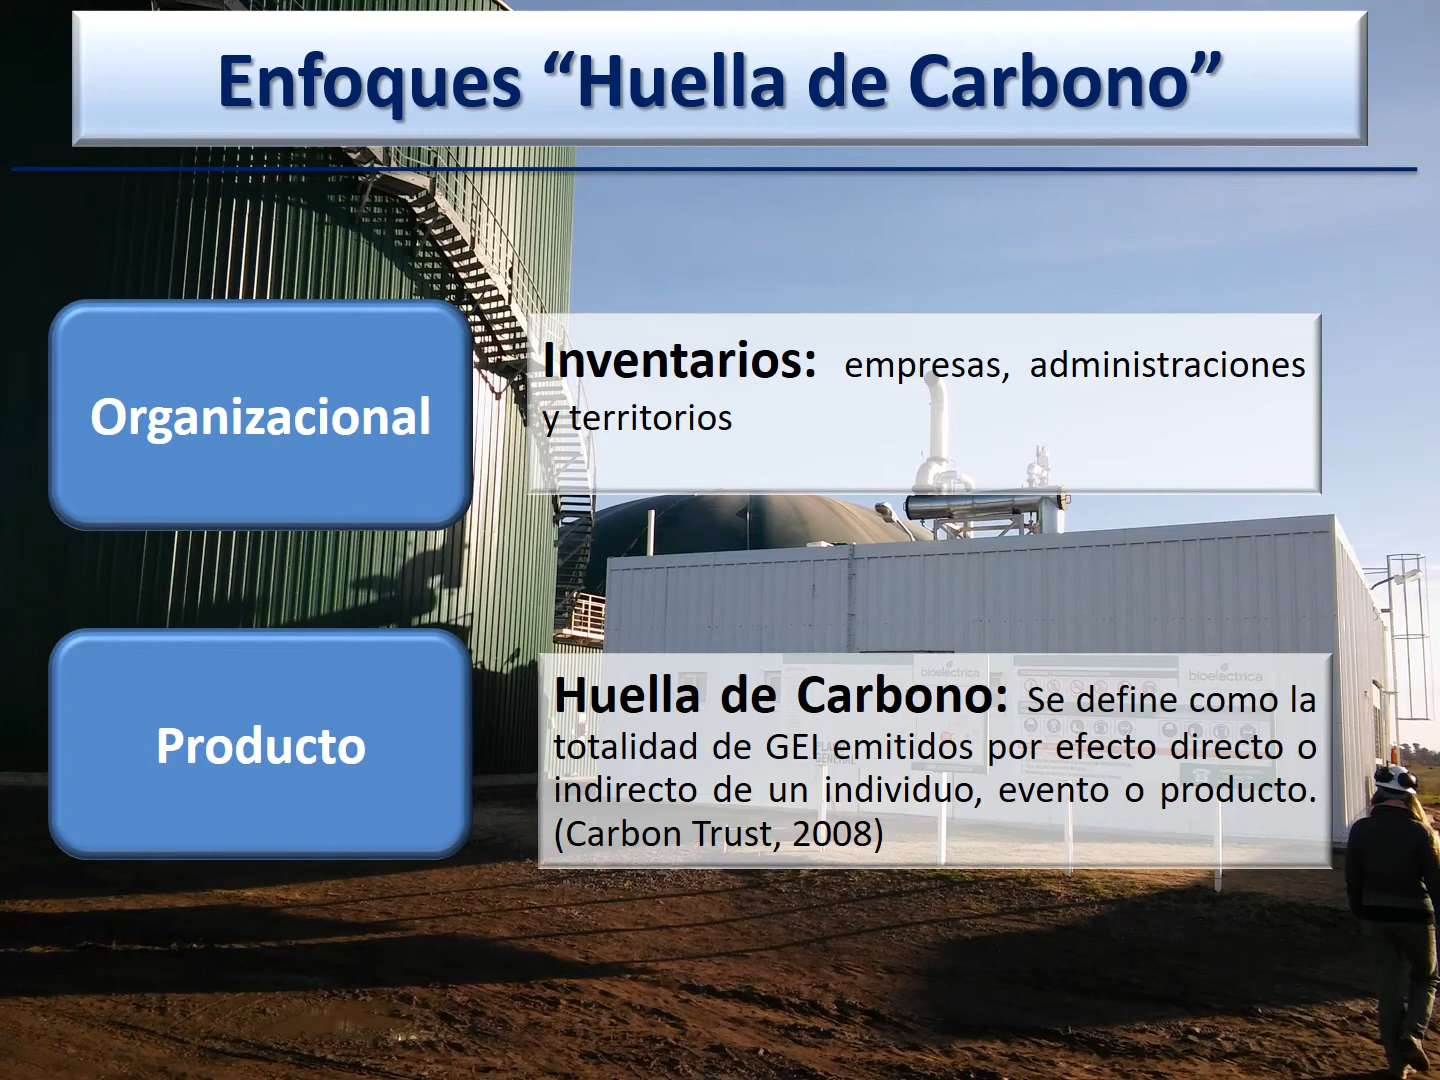 Enfoques “Huella de Carbono”
Organizacional
Inventarios: empresas, administraciones
y territorios
Producto
Huella de Carbono: Se define como la
totalidad de GEI emitidos por efecto directo o
indirecto de un individuo, evento o producto.
(Carbon Trust, 2008)
bioeléctrica
bioeléctrica